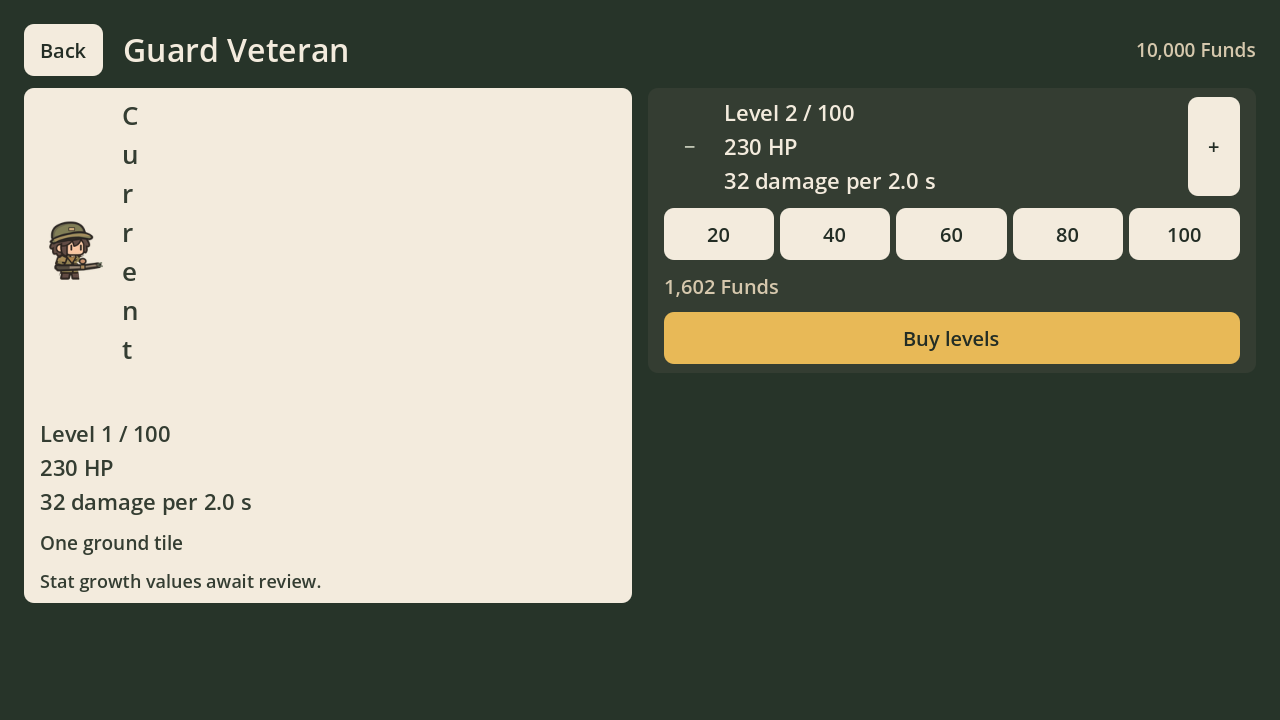 Back
Guard Veteran
10,000 Funds
Current
Level 1 / 100
230 HP
32 damage per 2.0 s
One ground tile
Stat growth values await review.
−
Level 2 / 100
230 HP
32 damage per 2.0 s
+
20
40
60
80
100
1,602 Funds
Buy levels